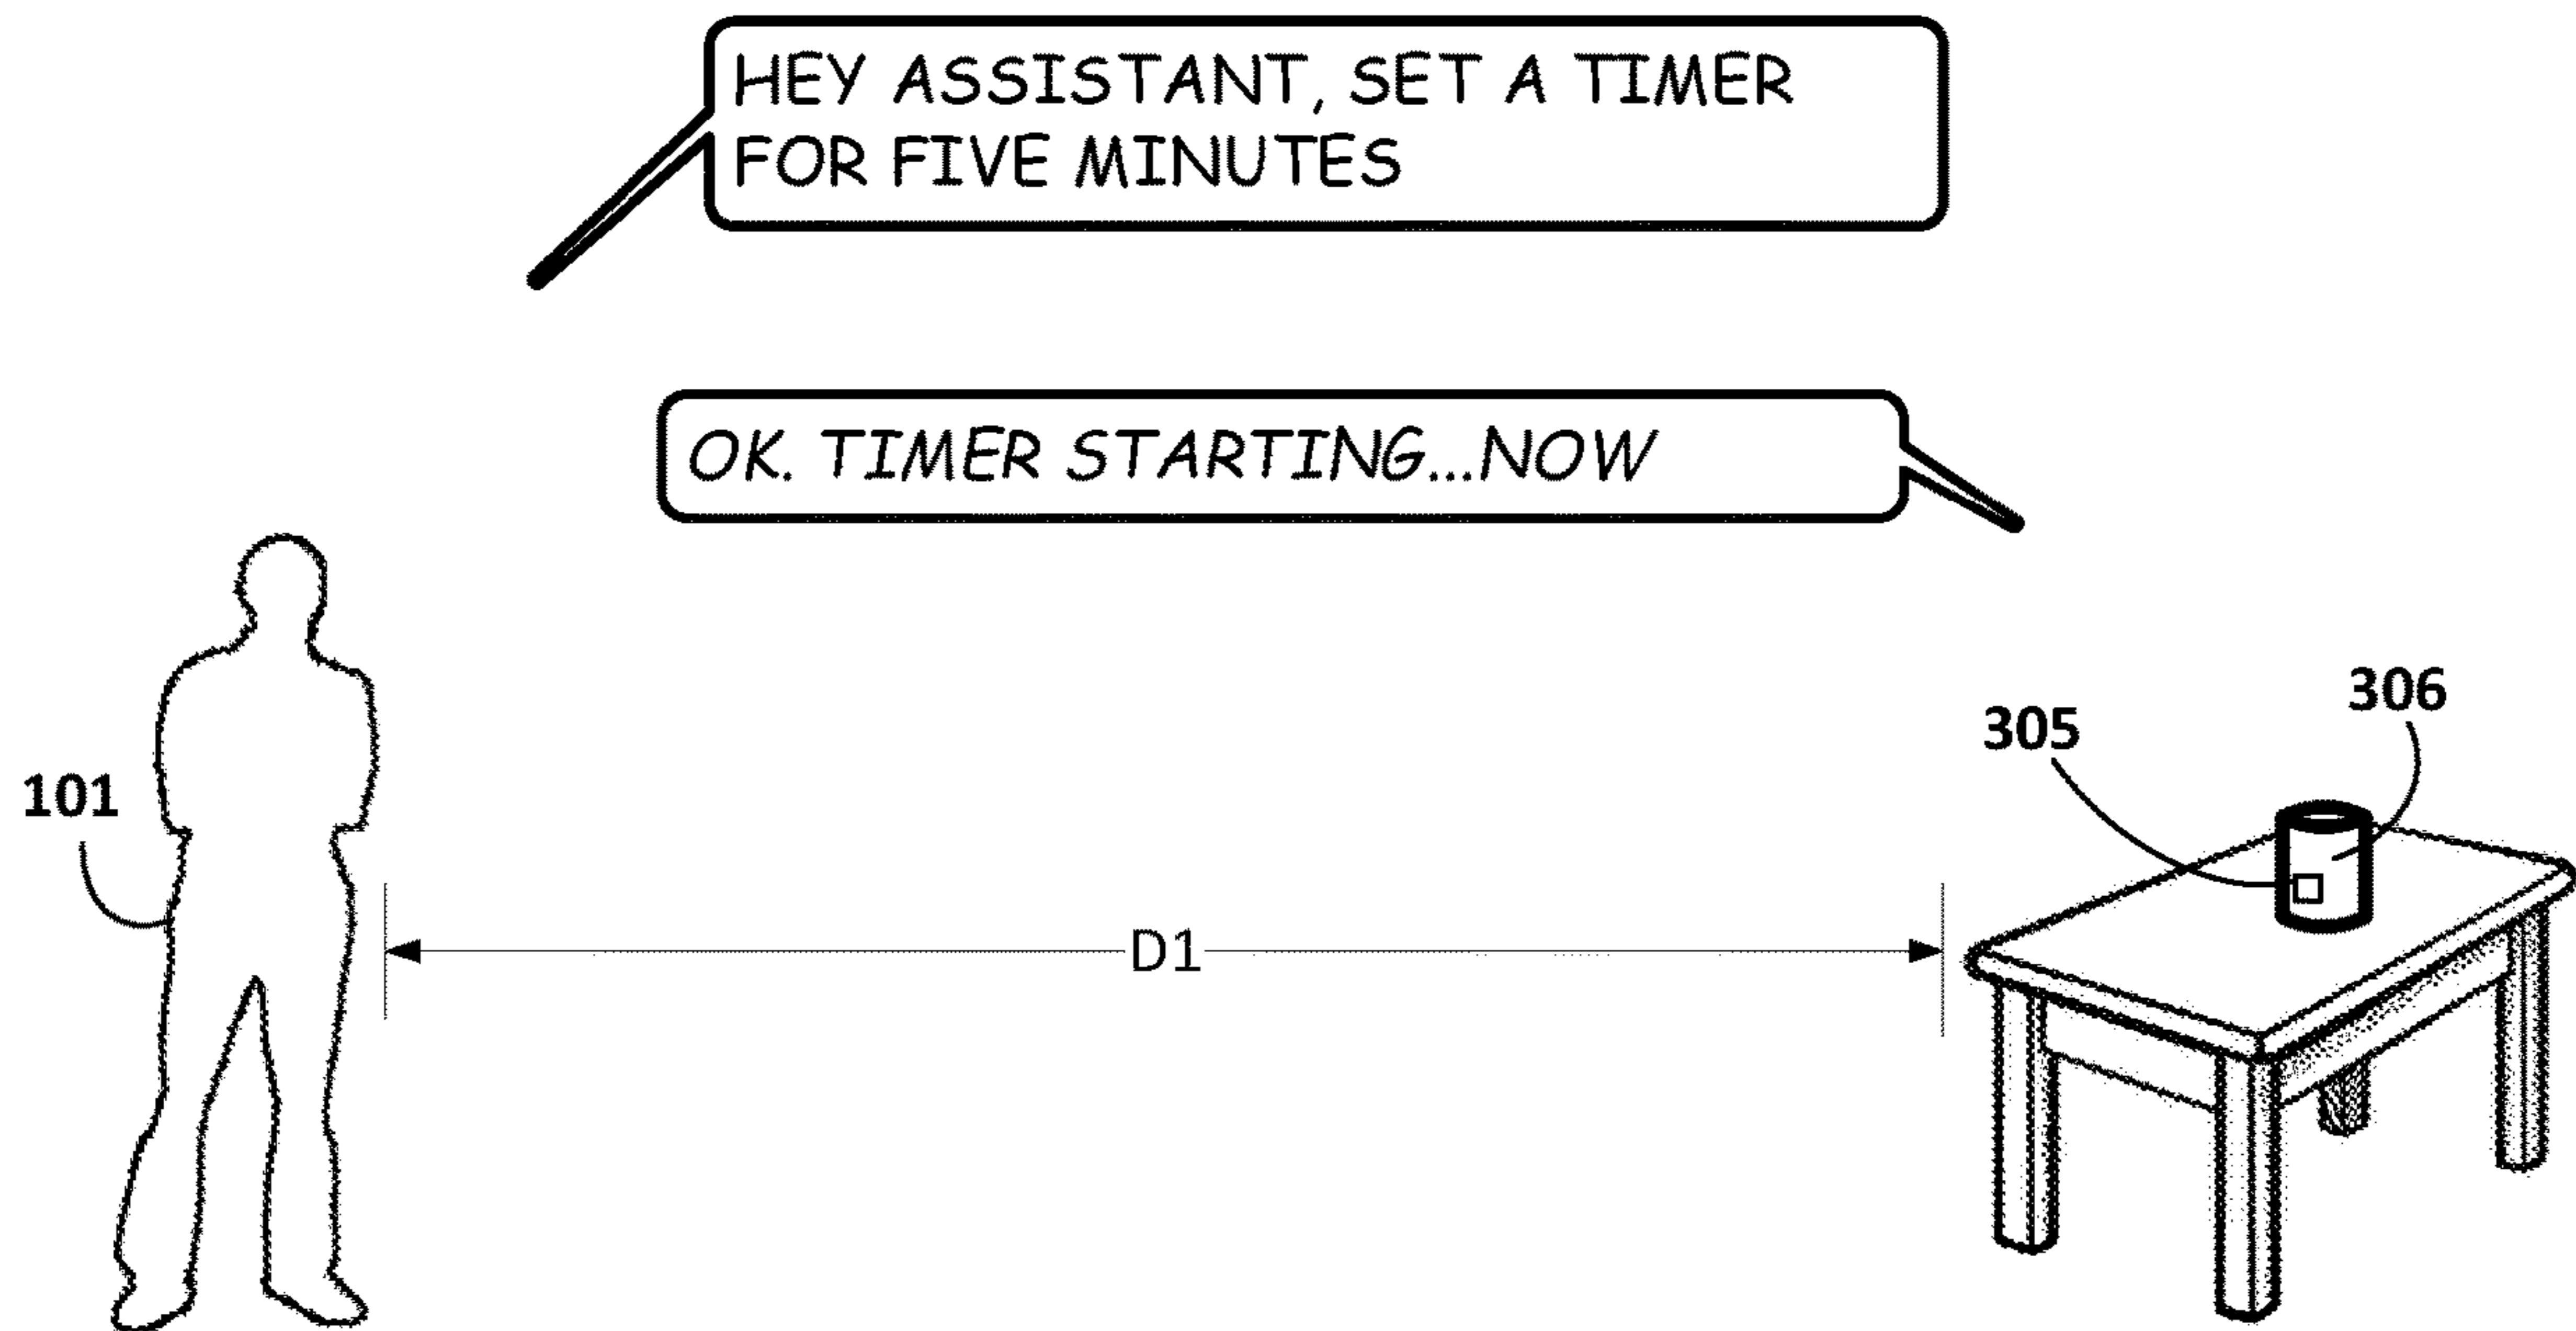 HEY ASSISTANT, SET A TIMER
FOR FIVE MINUTES
OK. TIMER STARTING...NOW
306
305
101
D1